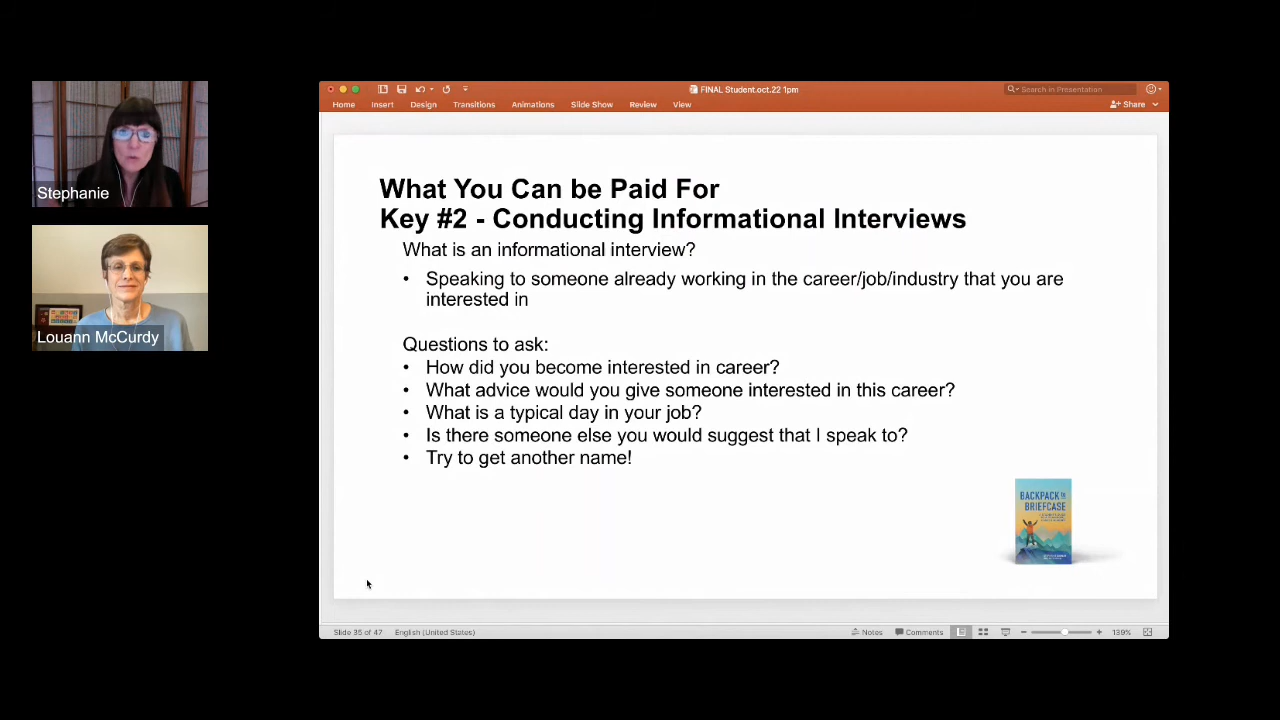 Stephanie
Louann McCurdy
FINAL Student.oct.22 1pm
Search in Presentation
Home Insert Design Transitions Animations Slide Show Review View
Share
What You Can be Paid For
Key #2 - Conducting Informational Interviews
What is an informational interview?
• Speaking to someone already working in the career/job/industry that you are
interested in
Questions to ask:
• How did you become interested in career?
• What advice would you give someone interested in this career?
• What is a typical day in your job?
• Is there someone else you would suggest that I speak to?
• Try to get another name!
BACKPACK TO
BRIEFCASE
Slide 35 of 47 English (United States) Notes Comments 139%